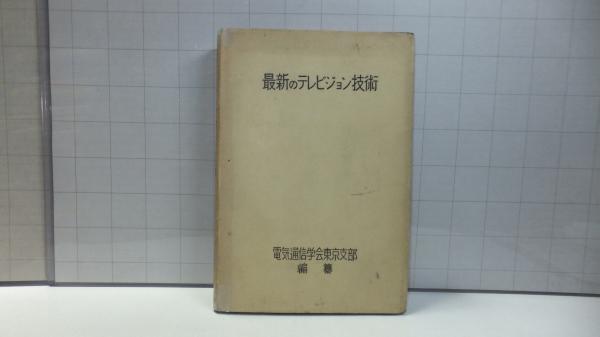 最新のテレビジョン技術
電気通信学会東京支部
編纂